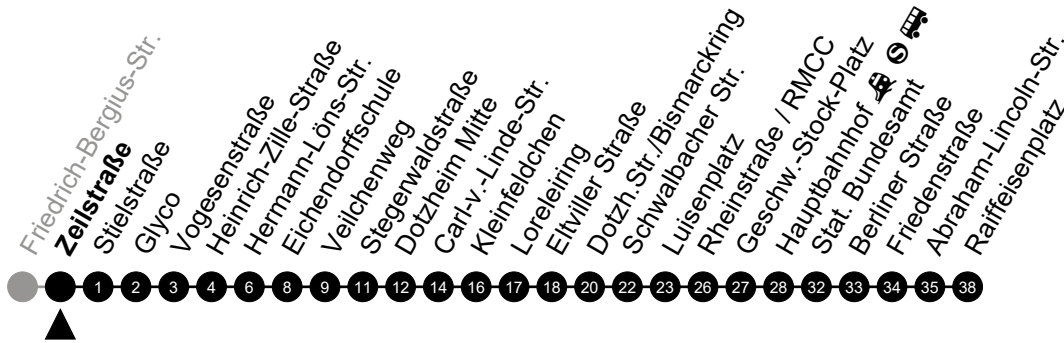 Friedrich-Bergius-Str.
Zeilstraße
Stielstraße
Glyco
Vogesenstraße
Heinrich-Zille-Straße
Hermann-Löns-Str.
Eichendorffschule
Veilchenweg
Stegerwaldstraße
Dotzheim Mitte
Carl-v.-Linde-Str.
Kleinfeldchen
Loreleiring
Eltviller Straße
Dotzh.Str./Bismarckring
Schwalbacher Str.
Luisenplatz
Rheinstraße / RMCC
Geschw.-Stock-Platz
Hauptbahnhof S
Stat. Bundesamt
Berliner Straße
Friedenstraße
Abraham-Lincoln-Str.
Raiffeisenplatz
1 2 3 4 6 8 9 11 12 14 16 17 18 20 22 23 26 27 28 32 33 34 35 38